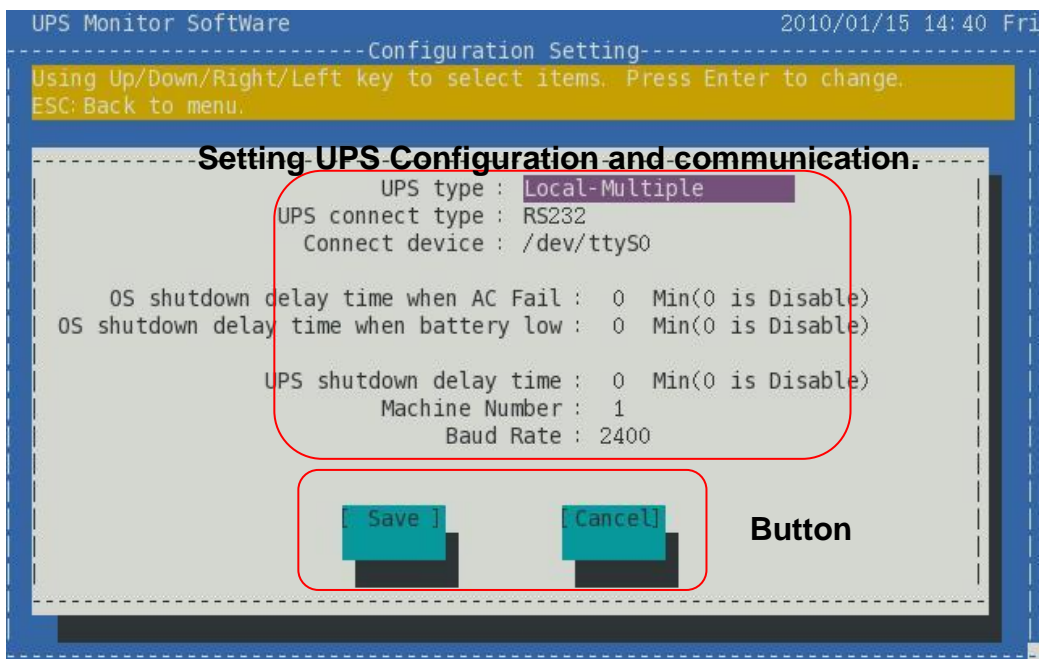 UPS Monitor SoftWare 2010/01/15 14:40 Fri
Configuration Setting
Using Up/Down/Right/Left key to select items. Press Enter to change.
ESC:Back to menu.
Setting UPS Configuration and communication.
UPS type : Local-Multiple
UPS connect type : RS232
Connect device : /dev/ttyS0
OS shutdown delay time when AC Fail : 0 Min(0 is Disable)
OS shutdown delay time when battery low : 0 Min(0 is Disable)
UPS shutdown delay time : 0 Min(0 is Disable)
Machine Number : 1
Baud Rate : 2400
[ Save ] [Cancel]
Button